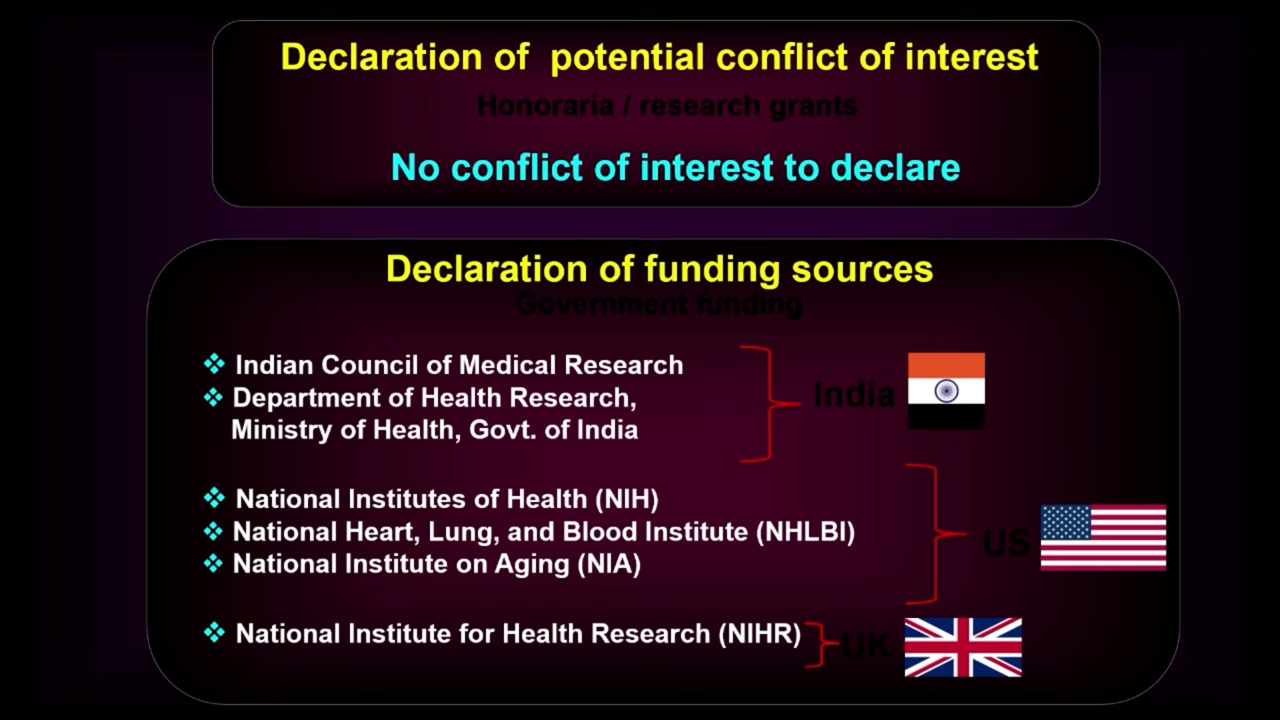 Declaration of potential conflict of interest
Honoraria / research grants
No conflict of interest to declare
Declaration of funding sources
Government funding
❖ Indian Council of Medical Research
❖ Department of Health Research,
Ministry of Health, Govt. of India
India
❖ National Institutes of Health (NIH)
❖ National Heart, Lung, and Blood Institute (NHLBI)
❖ National Institute on Aging (NIA)
US
❖ National Institute for Health Research (NIHR)
UK